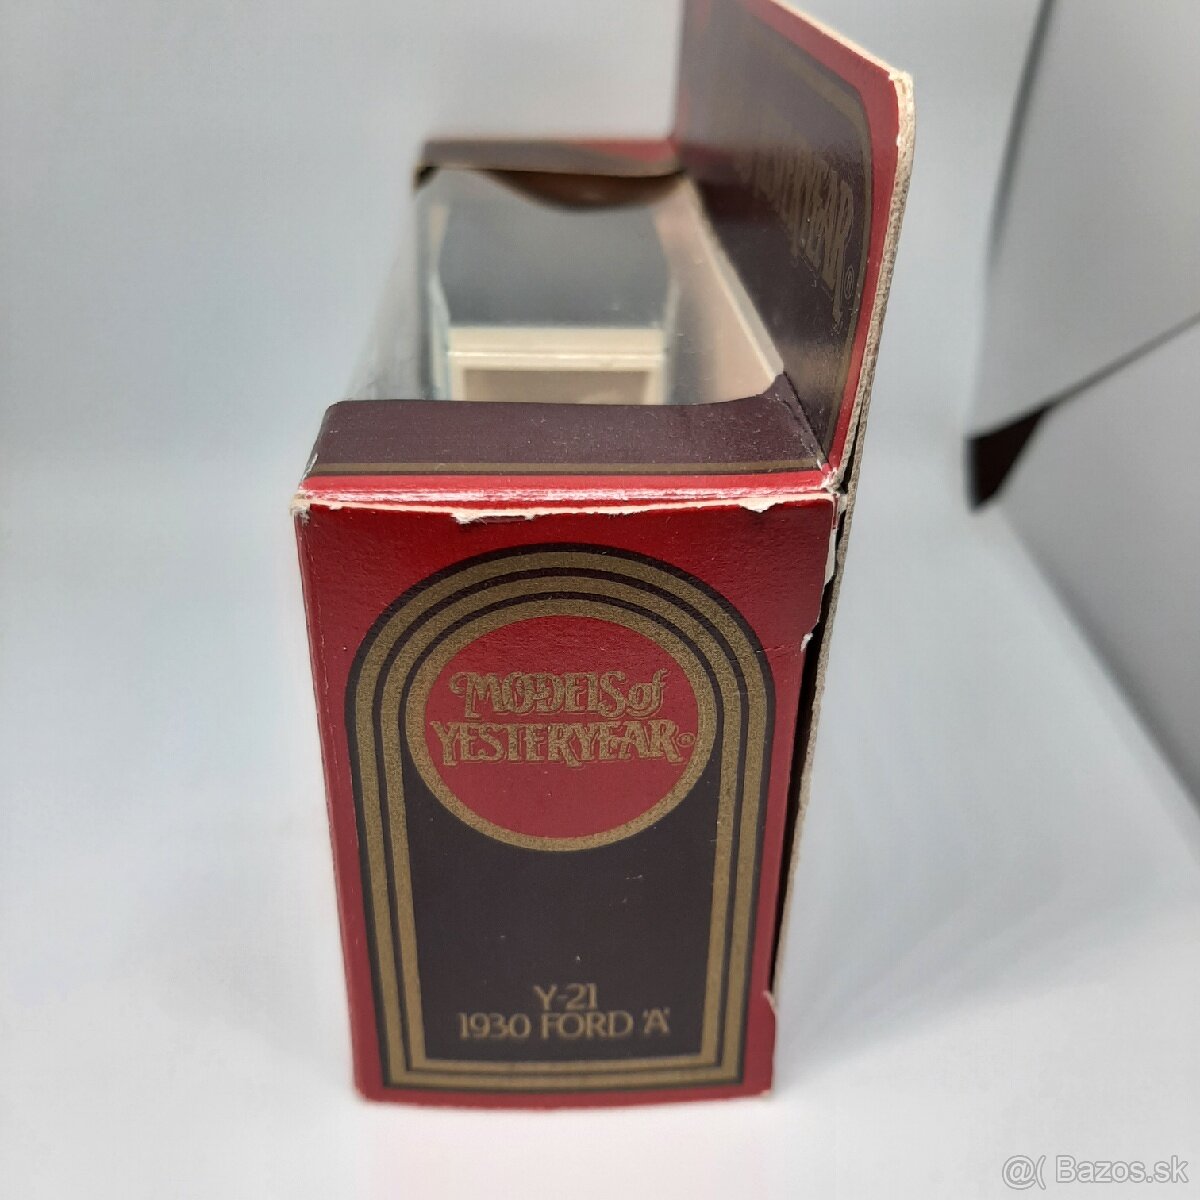 YESTERYEAR®
MODELS of
YESTERYEAR®
Y-21
1930 FORD 'A'
@( Bazos.sk